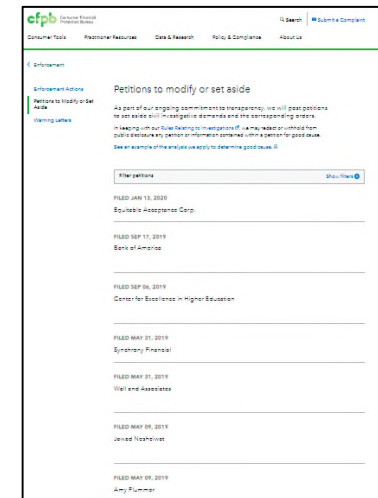 cfpb Consumer Financial
Protection Bureau
Search
Submit a Complaint
Consumer Tools
Practitioner Resources
Data & Research
Policy & Compliance
About Us
Enforcement
Enforcement Actions
Petitions to Modify or Set
Aside
Warning Letters
Petitions to modify or set aside
As part of our ongoing commitment to transparency, we will post petitions
to set aside civil investigative demands and the corresponding orders.
In keeping with our Rules Relating to Investigations, we may redact or withhold from
public disclosure any petition or information contained within a petition for good cause.
See an example of the analysis we apply to determine good cause.
Filter petitions
Show filters
FILED JAN 13, 2020
Equitable Acceptance Corp.
FILED SEP 17, 2019
Bank of America
FILED SEP 06, 2019
Center for Excellence in Higher Education
FILED MAY 31, 2019
Synchrony Financial
FILED MAY 31, 2019
Wall and Associates
FILED MAY 09, 2019
Jawad Nesheiwat
FILED MAY 09, 2019
Amy Plummer